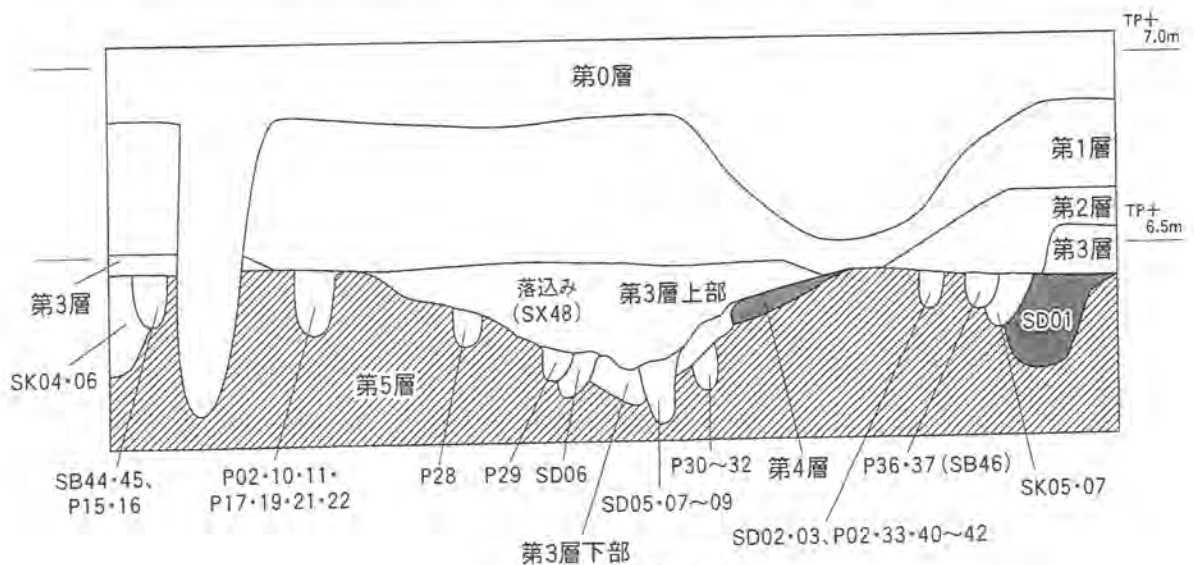 TP+
7.0m
第0層
第1層
第2層
TP+
6.5m
第3層
第3層
落込み
(SX48)
第3層上部
SD01
SK04・06
第5層
SB44・45、
P15・16
P02・10・11・
P17・19・21・22
P28
P29
SD06
P30〜32
第4層
P36・37(SB46)
SK05・07
SD05・07〜09
SD02・03、P02・33・40〜42
第3層下部